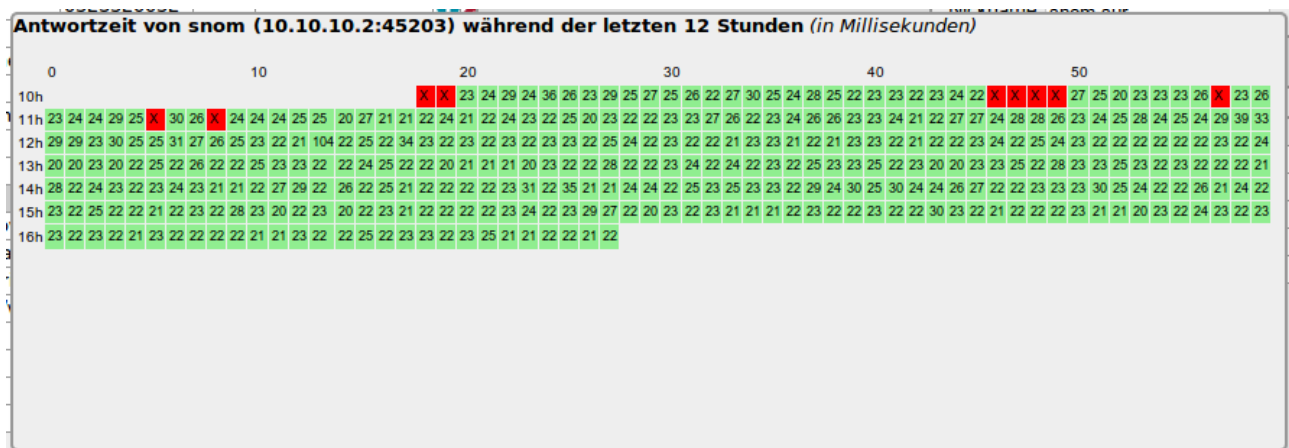 Antwortzeit von snom (10.10.10.2:45203) während der letzten 12 Stunden (in Millisekunden)
0 10 20 30 40 50
10h X X 23 24 29 24 36 26 23 29 25 27 25 26 22 27 30 25 24 28 25 22 23 23 22 23 24 22 X X X X 27 25 20 23 23 23 26 X 23 26
11h 23 24 24 29 25 X 30 26 X 24 24 24 25 25 20 27 21 21 22 24 21 22 24 23 22 25 20 23 22 22 23 23 27 26 22 23 24 26 26 23 23 24 21 22 27 27 24 28 28 26 23 24 25 28 24 25 24 29 39 33
12h 29 29 23 30 25 25 31 27 26 25 23 22 21 104 22 25 22 34 23 22 23 22 23 22 23 23 22 25 24 22 23 22 22 21 23 23 21 22 21 23 22 23 23 22 22 23 24 22 25 22 24 22 22 22 22 22 22 23 22 24
13h 20 20 23 20 22 25 22 26 22 22 25 23 23 22 22 24 25 22 22 20 21 21 21 20 23 22 22 28 22 22 23 24 22 24 22 23 22 25 23 23 25 22 23 20 20 23 23 25 22 28 23 23 25 23 22 23 22 22 22 21
14h 28 22 24 23 22 23 24 23 21 21 22 27 29 22 26 22 25 21 22 22 22 22 23 31 22 35 21 21 24 24 22 25 23 25 23 23 22 29 24 30 25 30 24 24 26 27 22 22 23 23 23 30 25 24 22 22 26 21 24 22
15h 23 22 25 22 22 21 22 23 22 28 23 20 22 23 20 22 23 21 22 22 22 22 23 24 22 23 29 27 22 20 23 22 23 21 21 21 22 23 22 22 23 22 22 30 23 22 21 22 22 22 23 21 21 20 23 22 24 23 22 23
16h 23 22 23 22 21 23 22 22 22 22 21 21 23 22 22 25 22 23 23 22 23 25 21 21 22 22 21 22